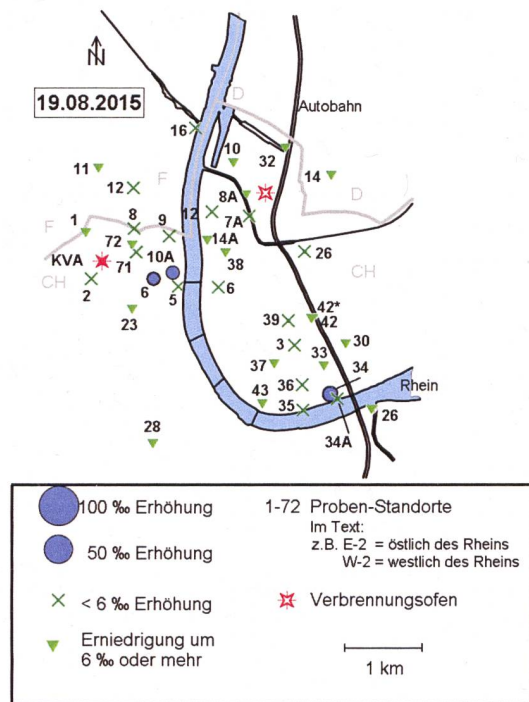 N
D
19.08.2015
Autobahn
16
10
32
11
14
12
F
8A
D
1
F
8
9
12
7A
72
14A
KVA
71
10A
38
26
CH
CH
2
6
5
6
23
42*
39
42
3
30
37
33
34
36
Rhein
43
35
26
28
34A
100 ‰ Erhöhung
1-72 Proben-Standorte
Im Text:
z.B. E-2 = östlich des Rheins
W-2 = westlich des Rheins
50 ‰ Erhöhung
< 6 ‰ Erhöhung
Verbrennungsofen
Erniedrigung um
6 ‰ oder mehr
1 km